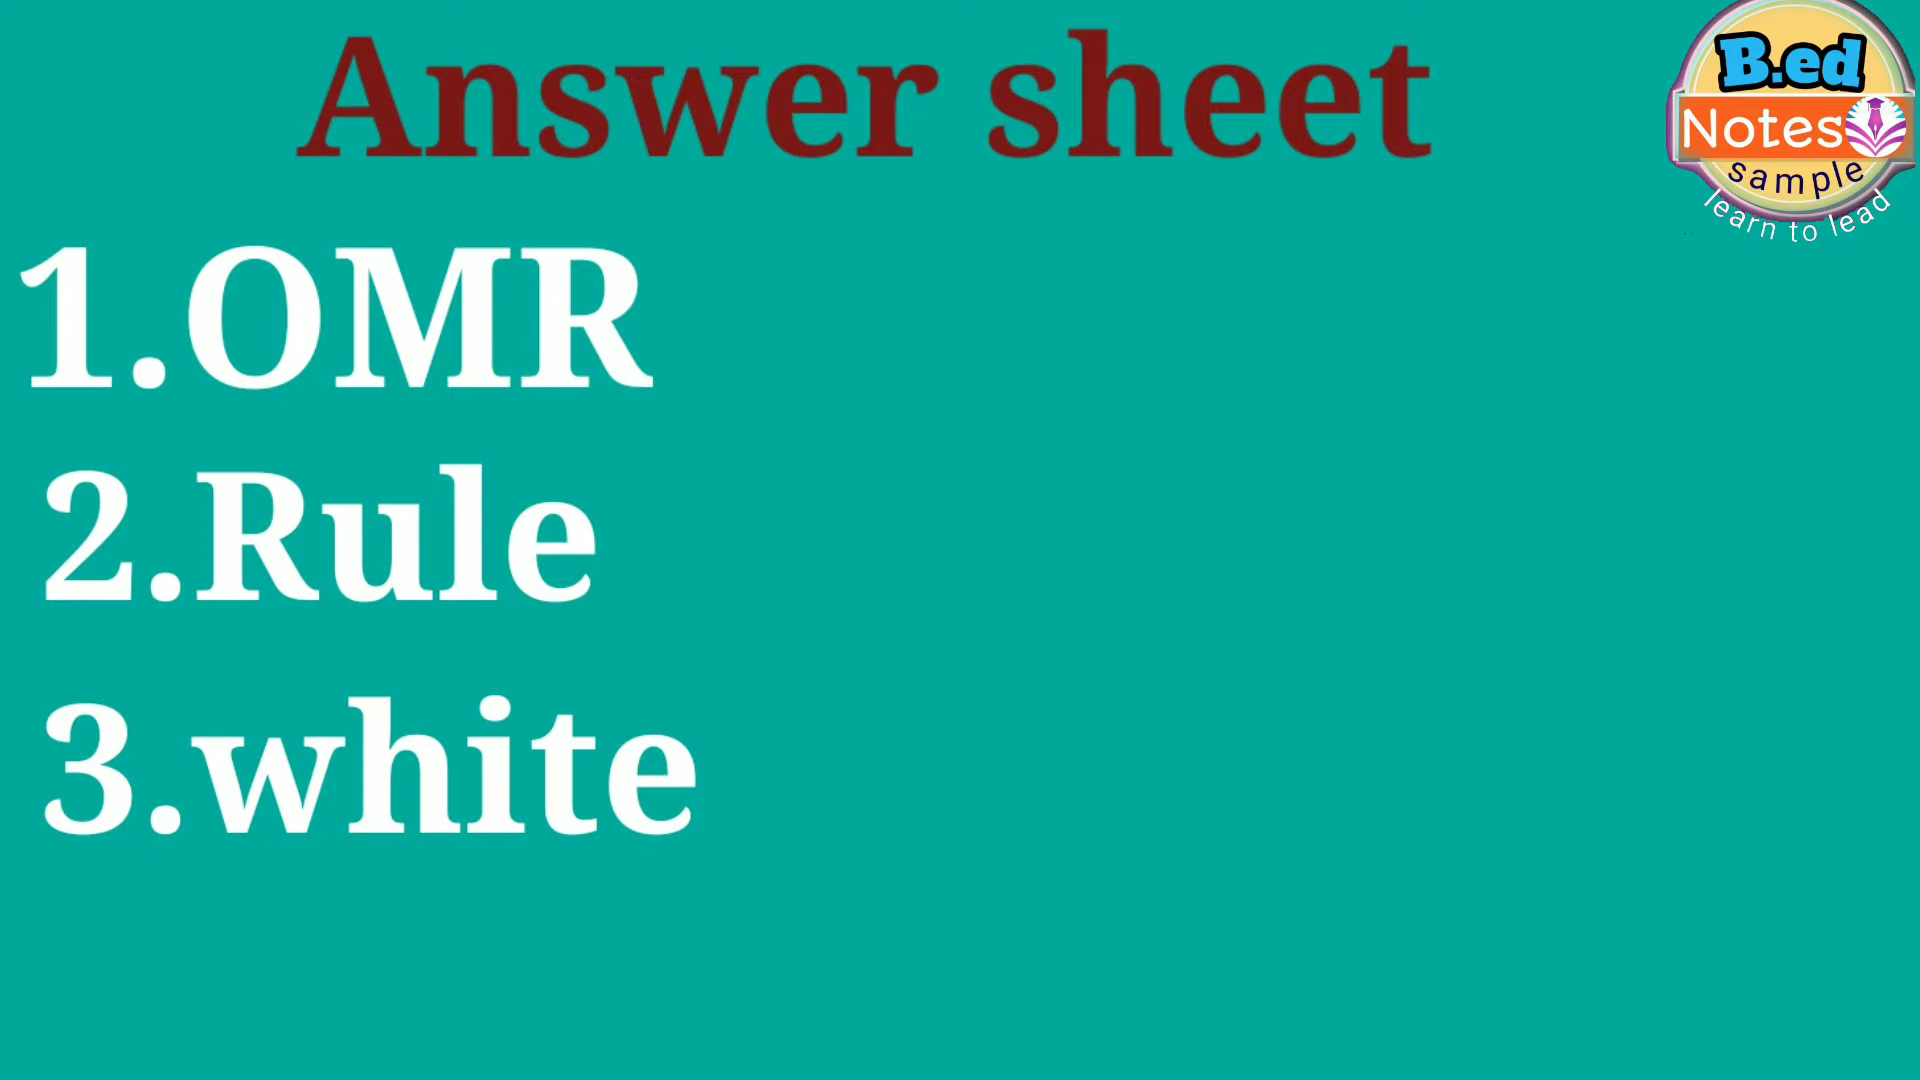 Answer sheet
B.ed
Notes
sample
learn to lead
1.OMR
2.Rule
3.white